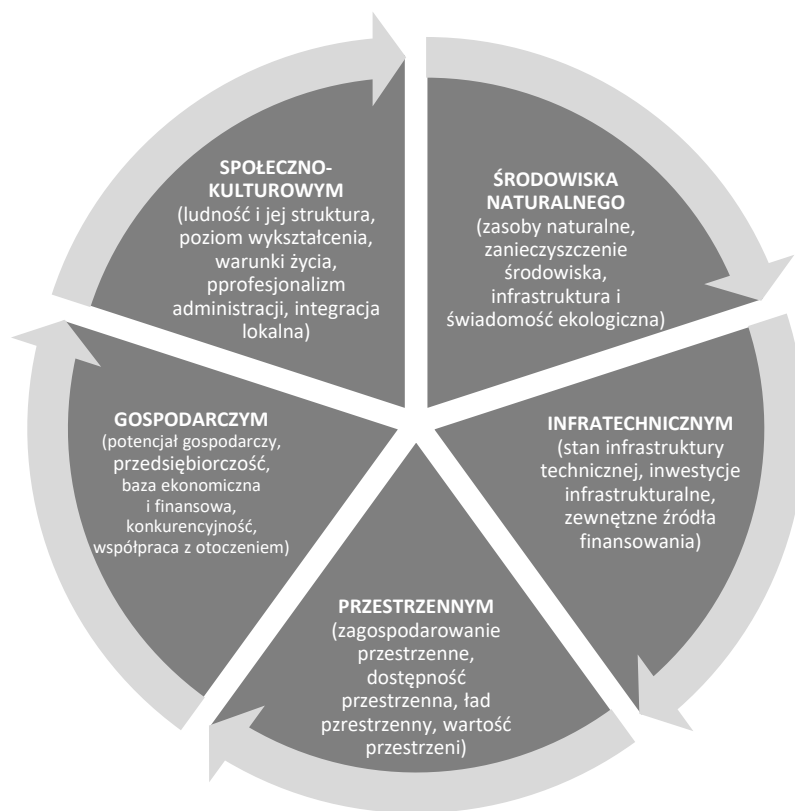 SPOŁECZNO-
KULTUROWYM
(ludność i jej struktura,
poziom wykształcenia,
warunki życia,
pprofesjonalizm
administracji, integracja
lokalna)
ŚRODOWISKA
NATURALNEGO
(zasoby naturalne,
zanieczyszczenie
środowiska,
infrastruktura i
świadomość ekologiczna)
INFRATECHNICZNYM
(stan infrastruktury
technicznej, inwestycje
infrastrukturalne,
zewnętzne źródła
finansowania)
PRZESTRZENNYM
(zagospodarowanie
przestrzenne,
dostępność
przestrzenna, ład
pzrestrzenny, wartość
przestrzeni)
GOSPODARCZYM
(potencjał gospodarczy,
przedsiębiorczość,
baza ekonomiczna
i finansowa,
konkurencyjność,
współpraca z otoczeniem)